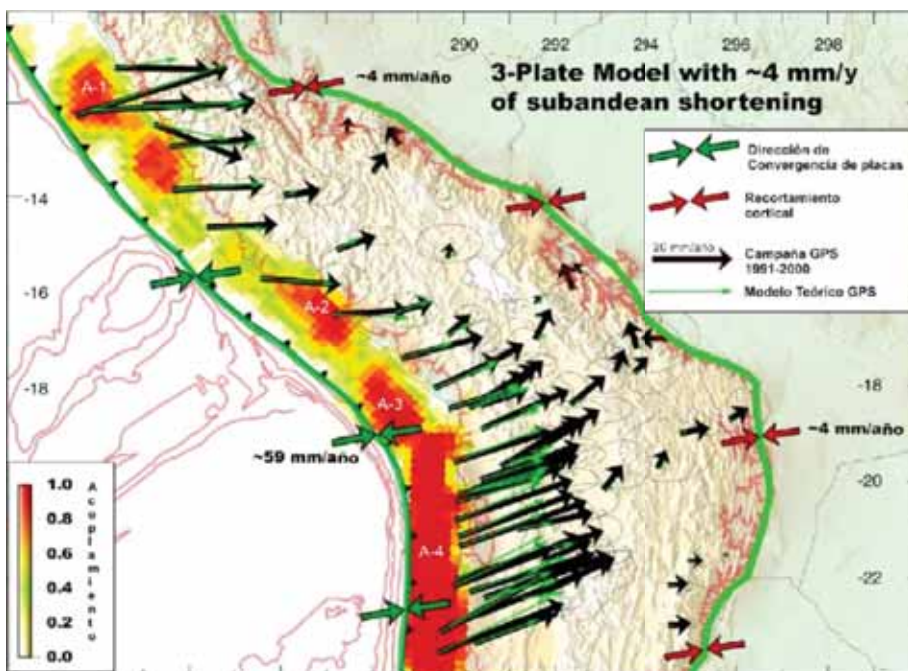 290
292
294
296
298
~4 mm/año
3-Plate Model with ~4 mm/y
of subandean shortening
A-1
Dirección de
Convergencia de placas
Recortamiento
cortical
20 mm/año
Campaña GPS
1991-2000
Modelo Teórico GPS
-14
-16
A-2
-18
-18
A-3
~59 mm/año
~4 mm/año
-20
A-4
-22
1.0
0.8
0.6
0.4
0.2
0.0
Acoplamiento